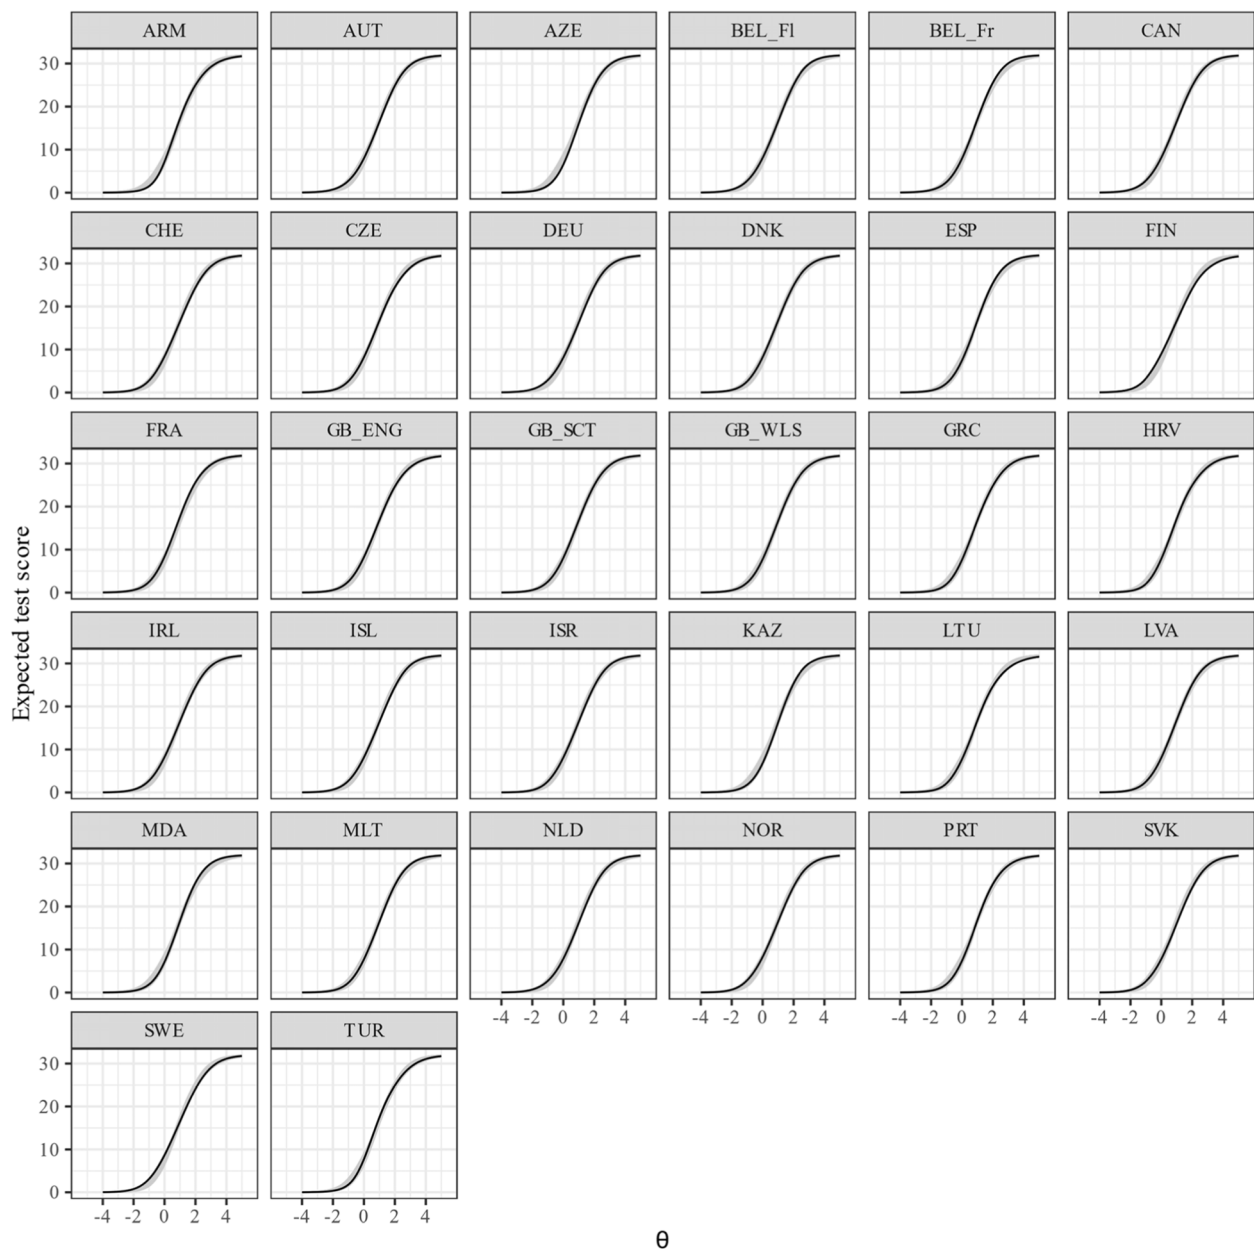 ARM AUT AZE BEL_Fl BEL_Fr CAN
30
20
10
0
CHE CZE DEU DNK ESP FIN
30
20
10
0
FRA GB_ENG GB_SCT GB_WLS GRC HRV
30
20
10
0
Expected test score
IRL ISL ISR KAZ LTU LVA
30
20
10
0
MDA MLT NLD NOR PRT SVK
30
20
10
0
-4 -2 0 2 4 -4 -2 0 2 4 -4 -2 0 2 4 -4 -2 0 2 4
SWE TUR
30
20
10
0
-4 -2 0 2 4 -4 -2 0 2 4
θ